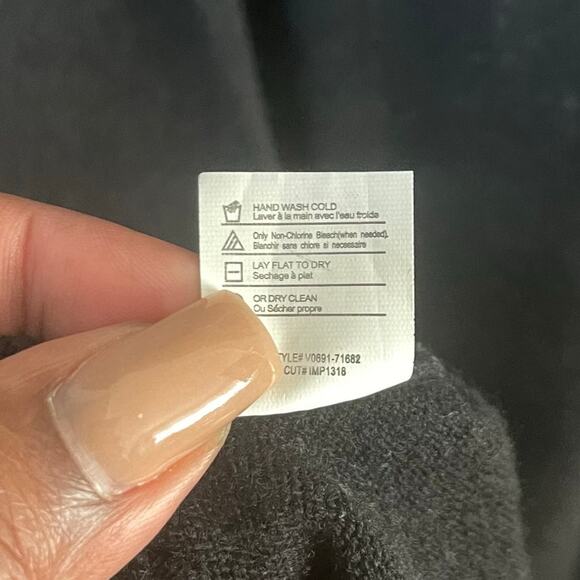 HAND WASH COLD
Laver à la main avec l'eau froide
Only Non-Chlorine Bleach(when needed).
Blanchir sans chlore si necessaire
LAY FLAT TO DRY
Sechage à plat
OR DRY CLEAN
Ou Sécher propre
TYLE# V0691-71682
CUT# IMP1318